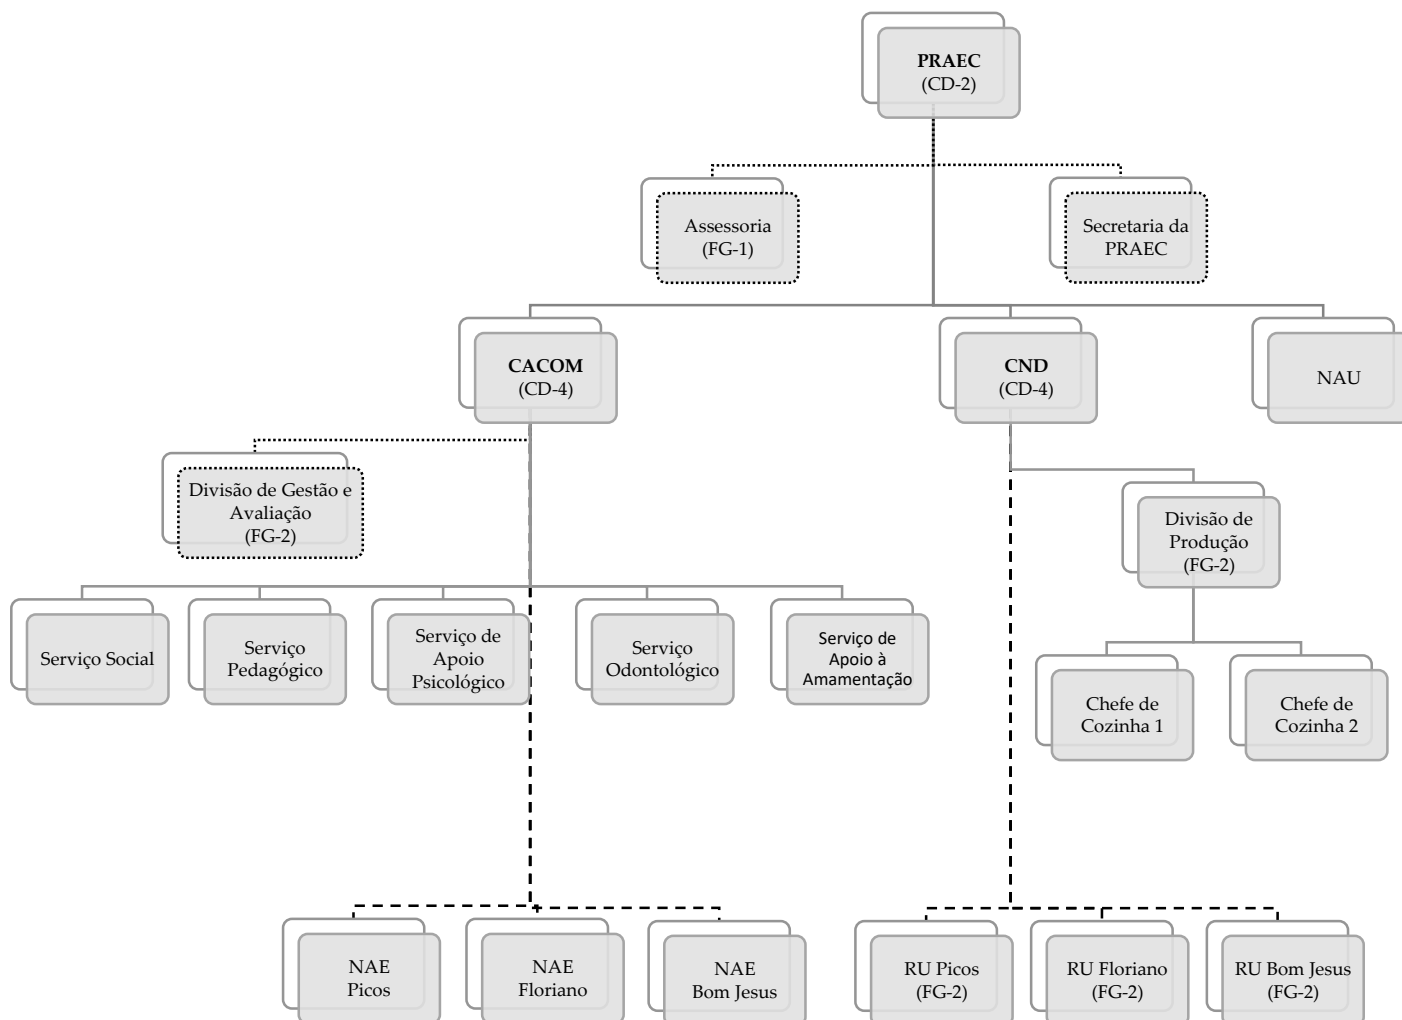 PRAEC
(CD-2)
Assessoria
(FG-1)
Secretaria da
PRAEC
CACOM
(CD-4)
CND
(CD-4)
NAU
Divisão de Gestão e
Avaliação
(FG-2)
Divisão de
Produção
(FG-2)
Serviço Social
Serviço
Pedagógico
Serviço de
Apoio
Psicológico
Serviço
Odontológico
Serviço de
Apoio à
Amamentação
Chefe de
Cozinha 1
Chefe de
Cozinha 2
NAE
Picos
NAE
Floriano
NAE
Bom Jesus
RU Picos
(FG-2)
RU Floriano
(FG-2)
RU Bom Jesus
(FG-2)